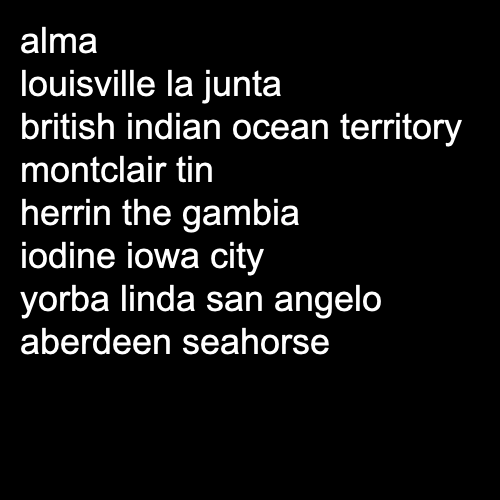 alma
louisville la junta
british indian ocean territory
montclair tin
herrin the gambia
iodine iowa city
yorba linda san angelo
aberdeen seahorse